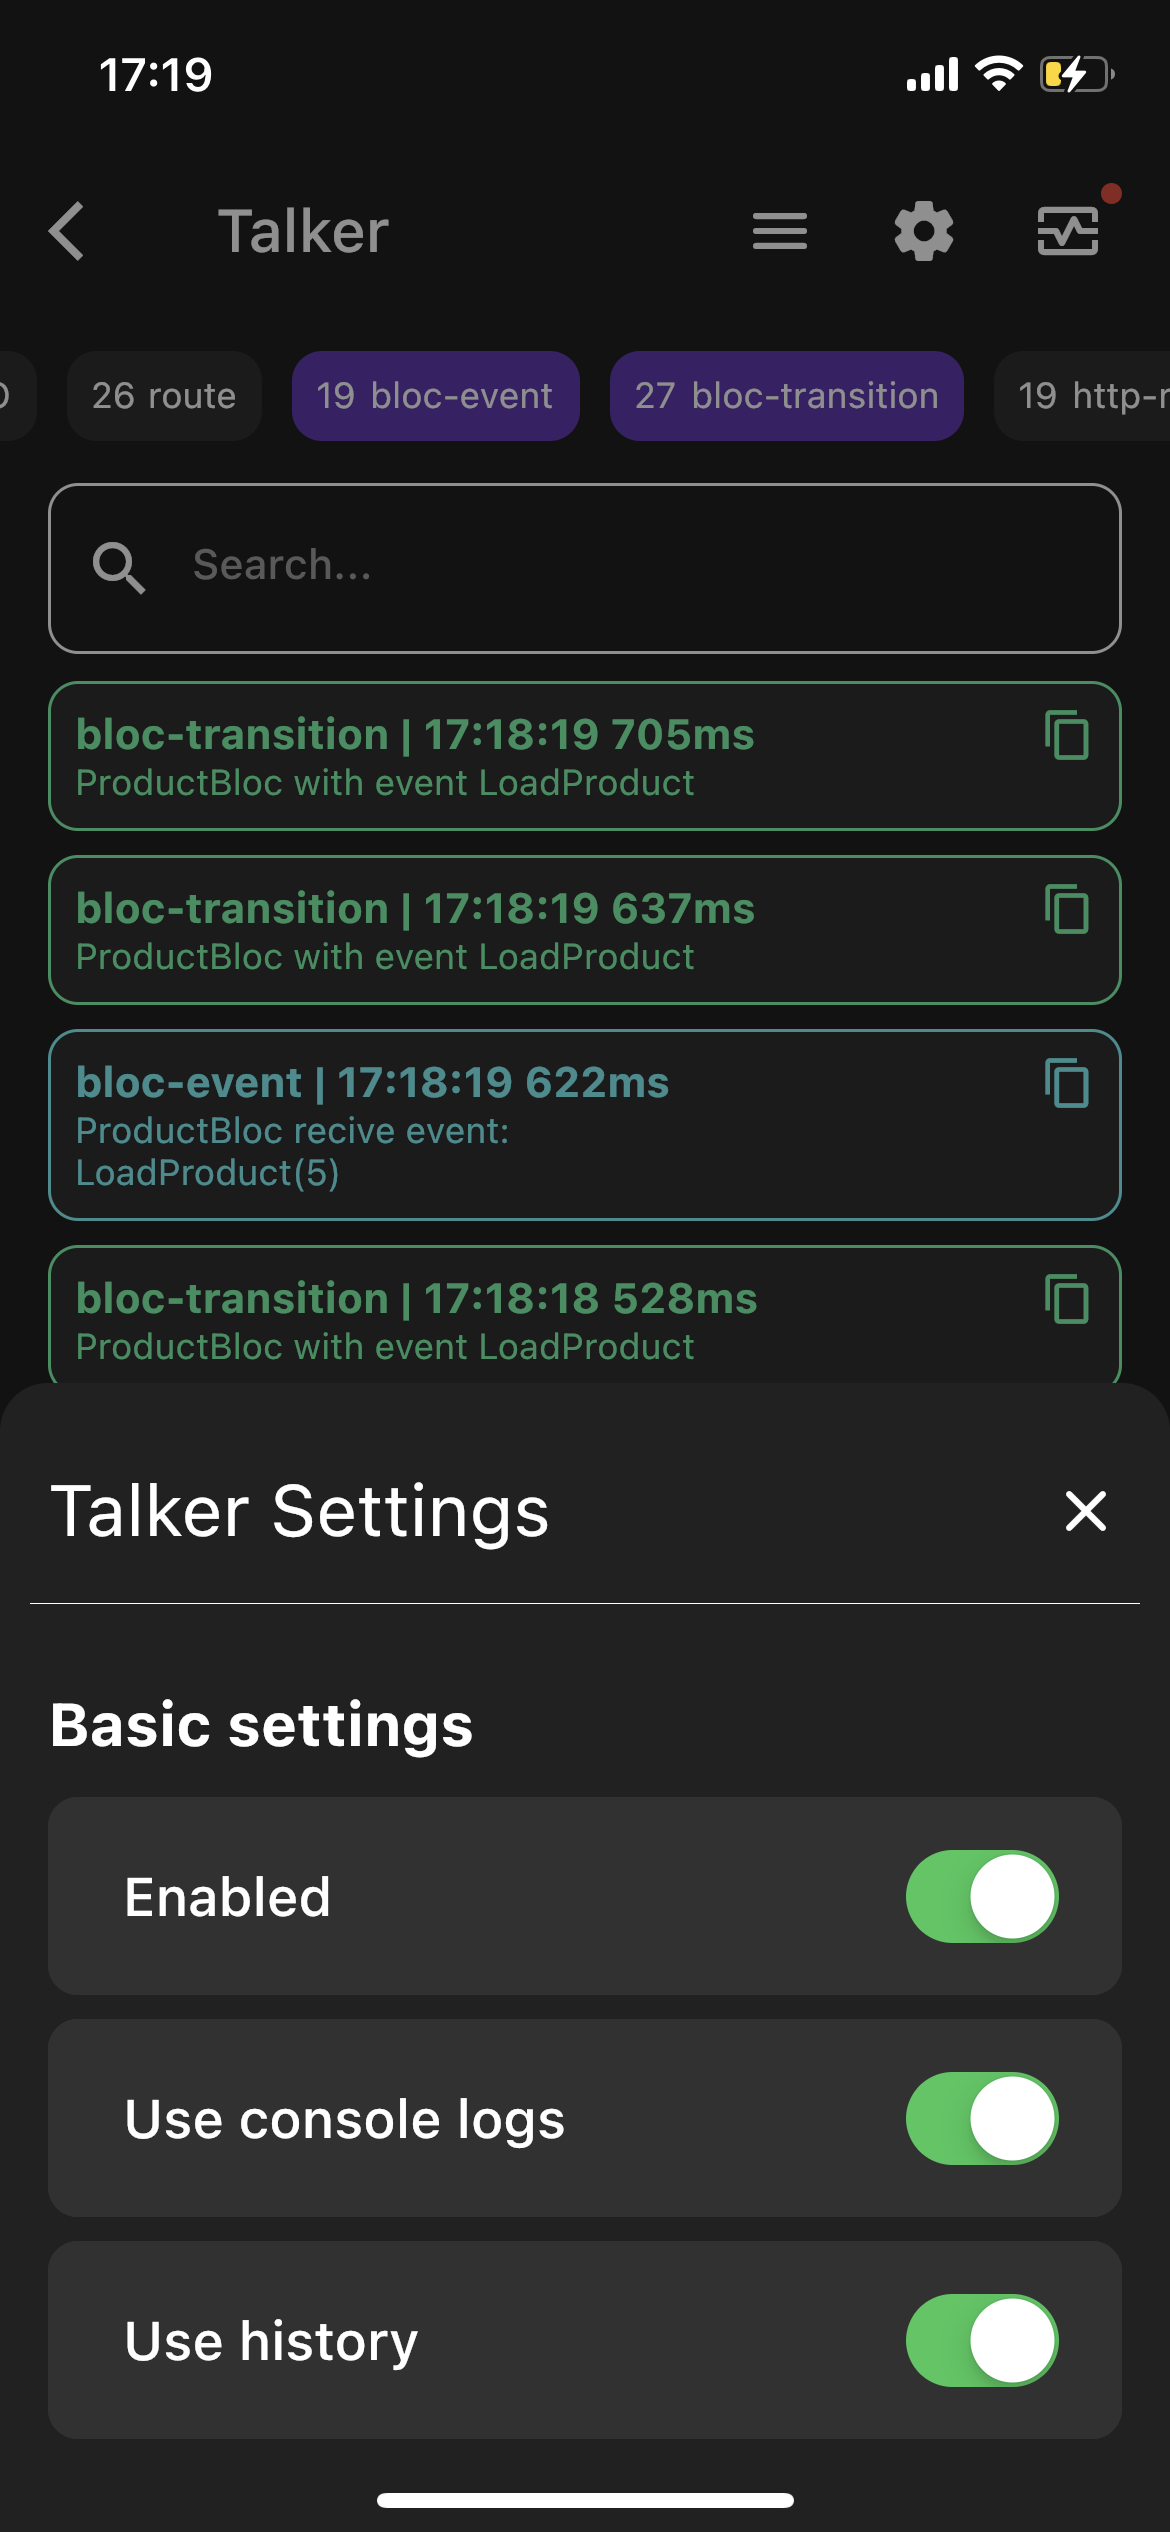 17:19
Talker
26 route
19 bloc-event
27 bloc-transition
19 http-r
Search...
bloc-transition | 17:18:19 705ms
ProductBloc with event LoadProduct
bloc-transition | 17:18:19 637ms
ProductBloc with event LoadProduct
bloc-event | 17:18:19 622ms
ProductBloc recive event:
LoadProduct(5)
bloc-transition | 17:18:18 528ms
ProductBloc with event LoadProduct
Talker Settings
Basic settings
Enabled
Use console logs
Use history